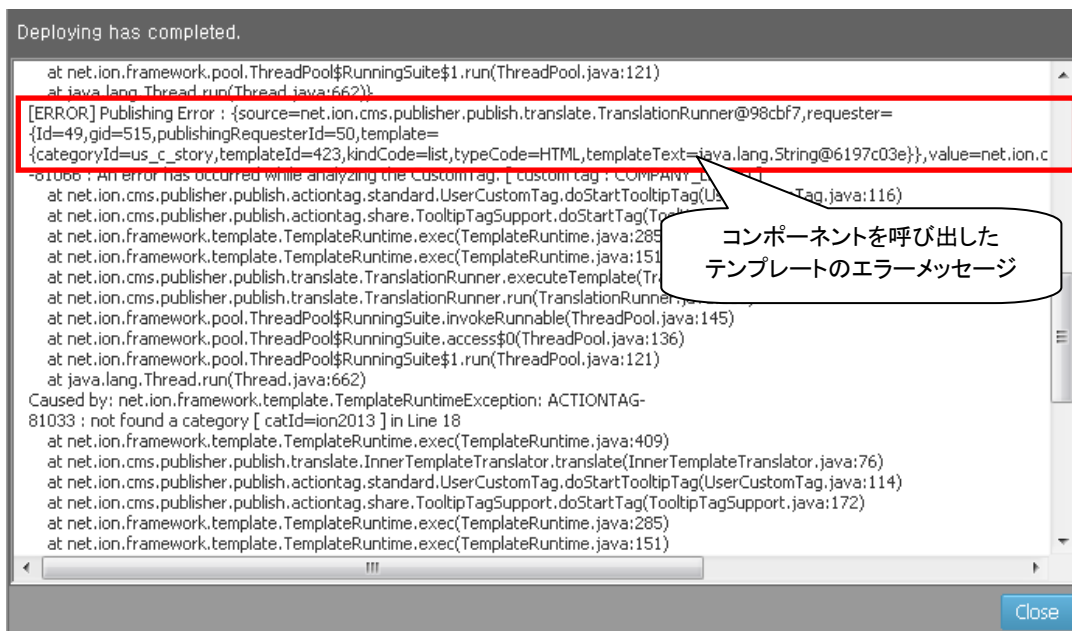 Deploying has completed.
at net.ion.framework.pool.ThreadPool$RunningSuite$1.run(ThreadPool.java:121)
at java.lang.Thread.run(Thread.java:662)}
[ERROR] Publishing Error : {source=net.ion.cms.publisher.publish.translate.TranslationRunner@98cbf7,requester=
{Id=49,gid=515,publishingRequesterId=50,template=
{categoryId=us_c_story,templateId=423,kindCode=list,typeCode=HTML,templateText=java.lang.String@6197c03e}},value=net.ion.c
-81066 : An error has occurred while analyzing the CustomTag. [ custom tag :
at net.ion.cms.publisher.publish.actiontag.standard.UserCustomTag.doStartTooltipTag(
at net.ion.cms.publisher.publish.actiontag.share.TooltipTagSupport.doStartTag(
at net.ion.framework.template.TemplateRuntime.exec(TemplateRuntime.java:285
at net.ion.framework.template.TemplateRuntime.exec(TemplateRuntime.java:151
at net.ion.cms.publisher.publish.translate.TranslationRunner.executeTemplate(
at net.ion.cms.publisher.publish.translate.TranslationRunner.run(
at net.ion.framework.pool.ThreadPool$RunningSuite.invokeRunnable(ThreadPool.java:145)
at net.ion.framework.pool.ThreadPool$RunningSuite.access$0(ThreadPool.java:136)
at net.ion.framework.pool.ThreadPool$RunningSuite$1.run(ThreadPool.java:121)
at java.lang.Thread.run(Thread.java:662)
Caused by: net.ion.framework.template.TemplateRuntimeException: ACTIONTAG-
81033 : not found a category [ catId=ion2013 ] in Line 18
at net.ion.framework.template.TemplateRuntime.exec(TemplateRuntime.java:409)
at net.ion.cms.publisher.publish.translate.InnerTemplateTranslator.translate(InnerTemplateTranslator.java:76)
at net.ion.cms.publisher.publish.actiontag.standard.UserCustomTag.doStartTooltipTag(UserCustomTag.java:114)
at net.ion.cms.publisher.publish.actiontag.share.TooltipTagSupport.doStartTag(TooltipTagSupport.java:172)
at net.ion.framework.template.TemplateRuntime.exec(TemplateRuntime.java:285)
at net.ion.framework.template.TemplateRuntime.exec(TemplateRuntime.java:151)
コンポーネントを呼び出した
テンプレートのエラーメッセージ
Close